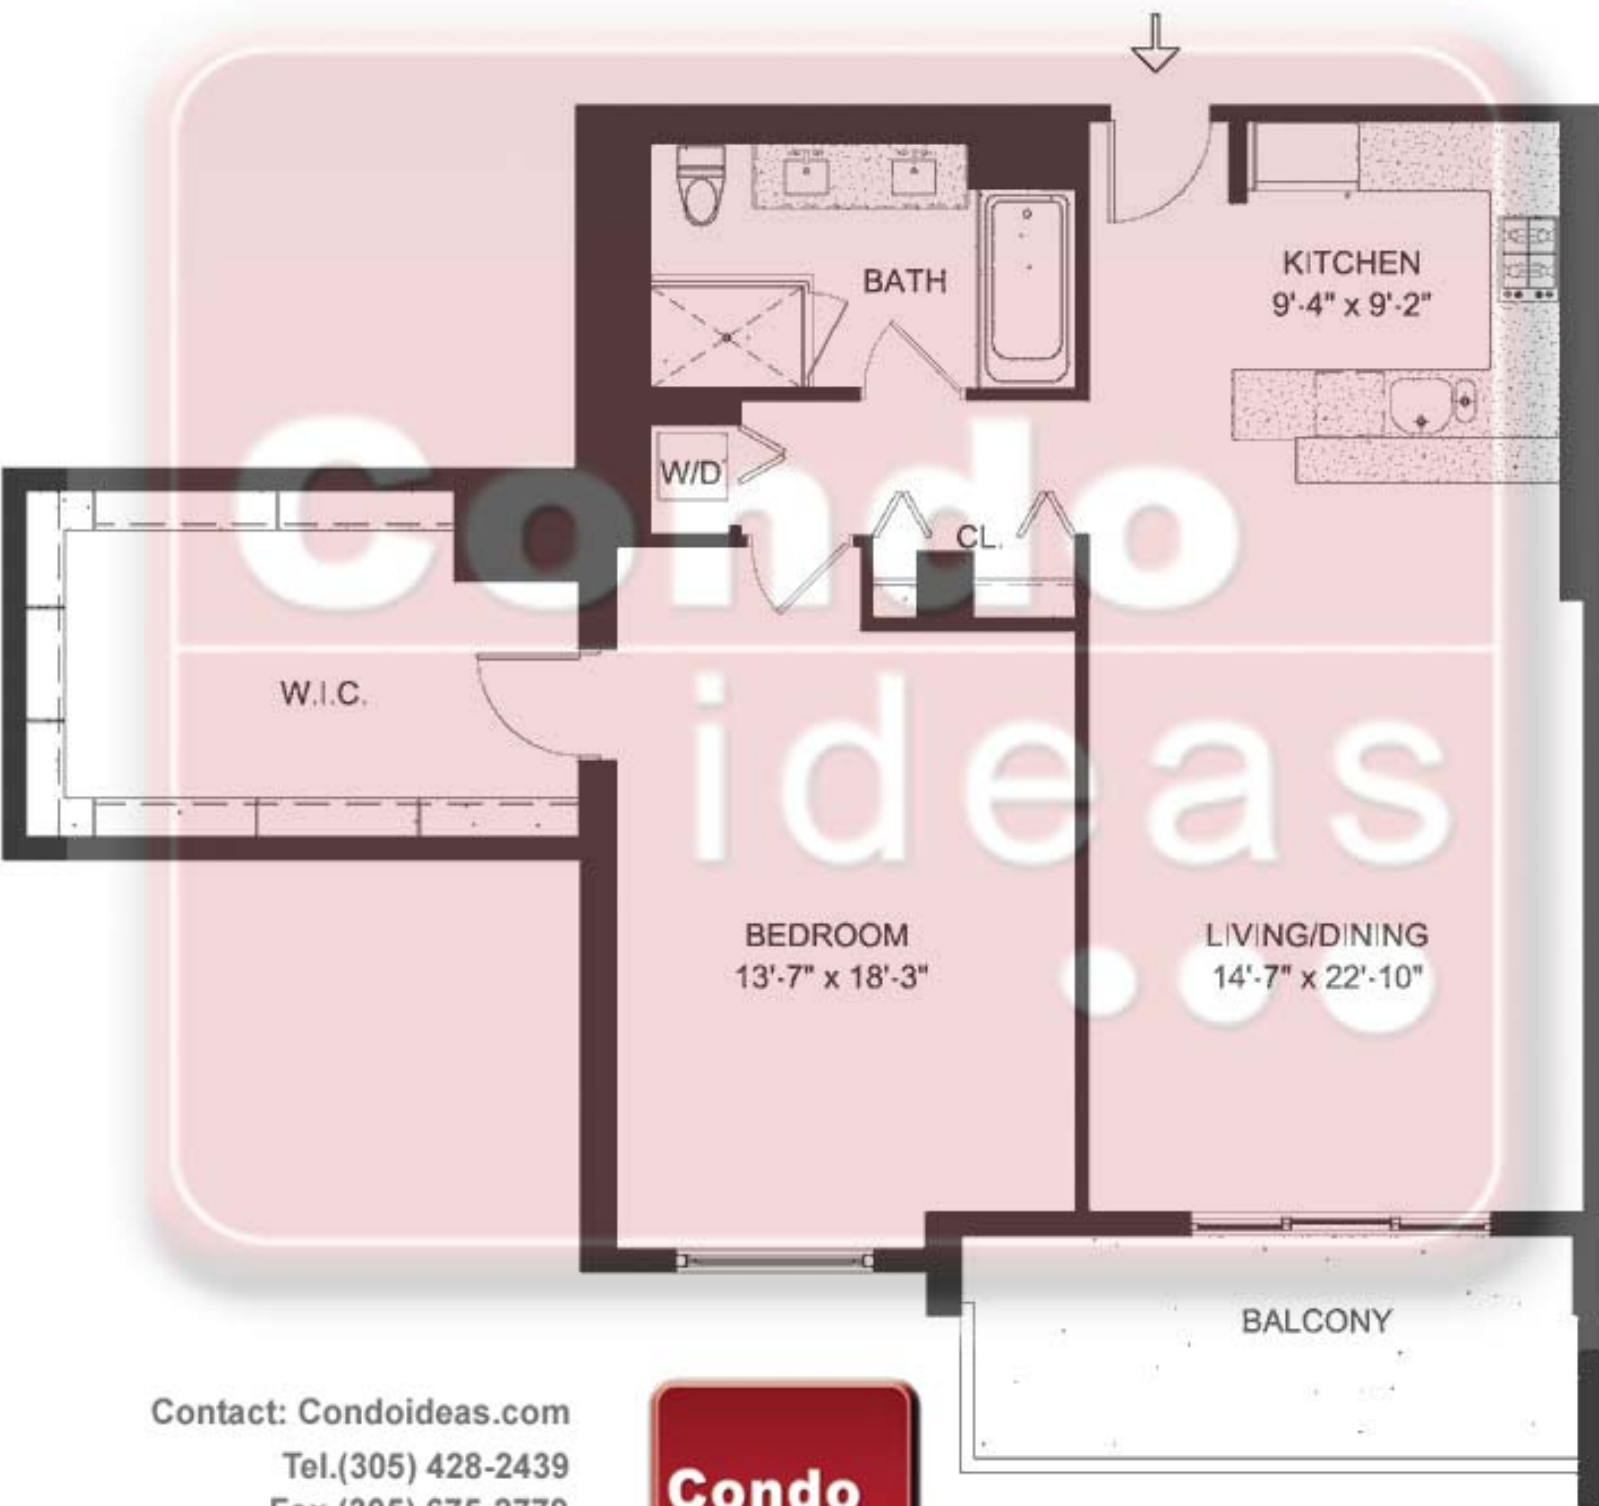 BATH
KITCHEN
9'-4" x 9'-2"
W/D
CL.
W.I.C.
Condo
ideas
BEDROOM
13'-7" x 18'-3"
LIVING/DINING
14'-7" x 22'-10"
BALCONY
Contact: Condoideas.com
Tel.(305) 428-2439
Condo